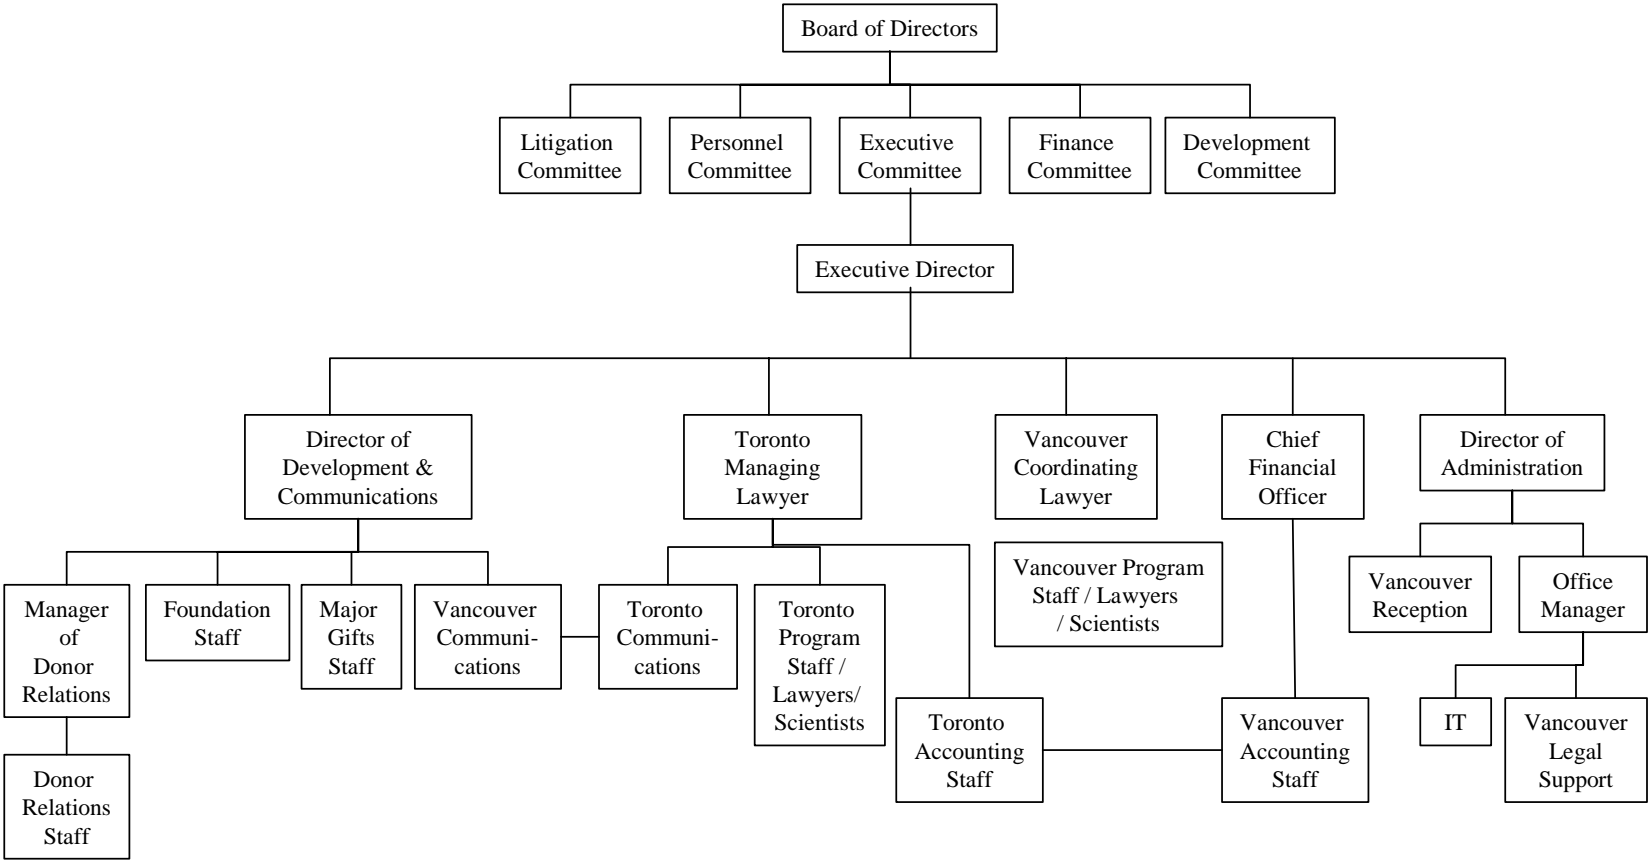 Board of Directors
Litigation
Committee
Personnel
Committee
Executive
Committee
Finance
Committee
Development
Committee
Executive Director
Director of
Development &
Communications
Toronto
Managing
Lawyer
Vancouver
Coordinating
Lawyer
Chief
Financial
Officer
Director of
Administration
Manager
of
Donor
Relations
Foundation
Staff
Major
Gifts
Staff
Vancouver
Communi-
cations
Toronto
Communi-
cations
Toronto
Program
Staff /
Lawyers/
Scientists
Vancouver Program
Staff / Lawyers
/ Scientists
Vancouver
Reception
Office
Manager
Donor
Relations
Staff
Toronto
Accounting
Staff
Vancouver
Accounting
Staff
IT
Vancouver
Legal
Support